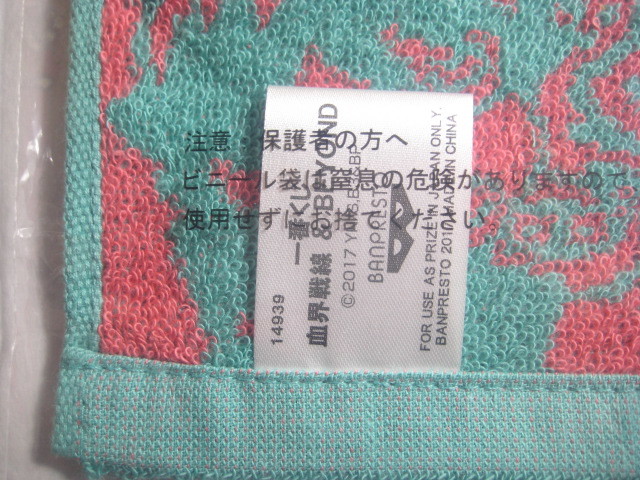 注意：保護者の方へ
ビニール袋は窒息の危険がありますので
使用せずにお捨てください。
14939
一番くじ
血界戦線 & BEYOND
©2017 Y
BANPRESTO
FOR USE AS PRIZE IN JAPAN ONLY.
BANPRESTO 2017 MADE IN CHINA